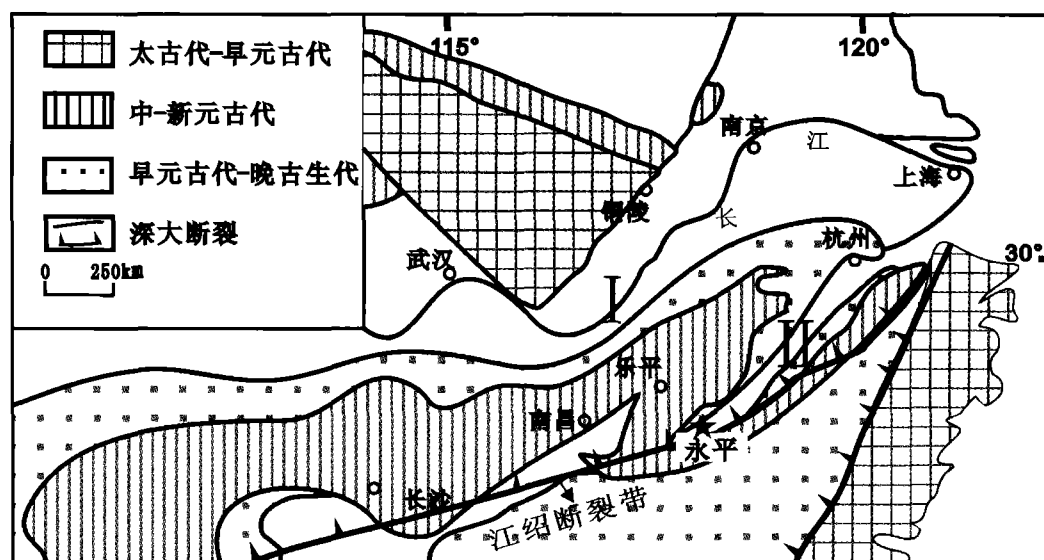 太古代-早元古代
中-新元古代
早元古代-晚古生代
深大断裂
0 250km
115°
120°
30°
南京
江
上海
铜陵
长
杭州
武汉
I
II
乐平
南昌
永平
长沙
江绍断裂带